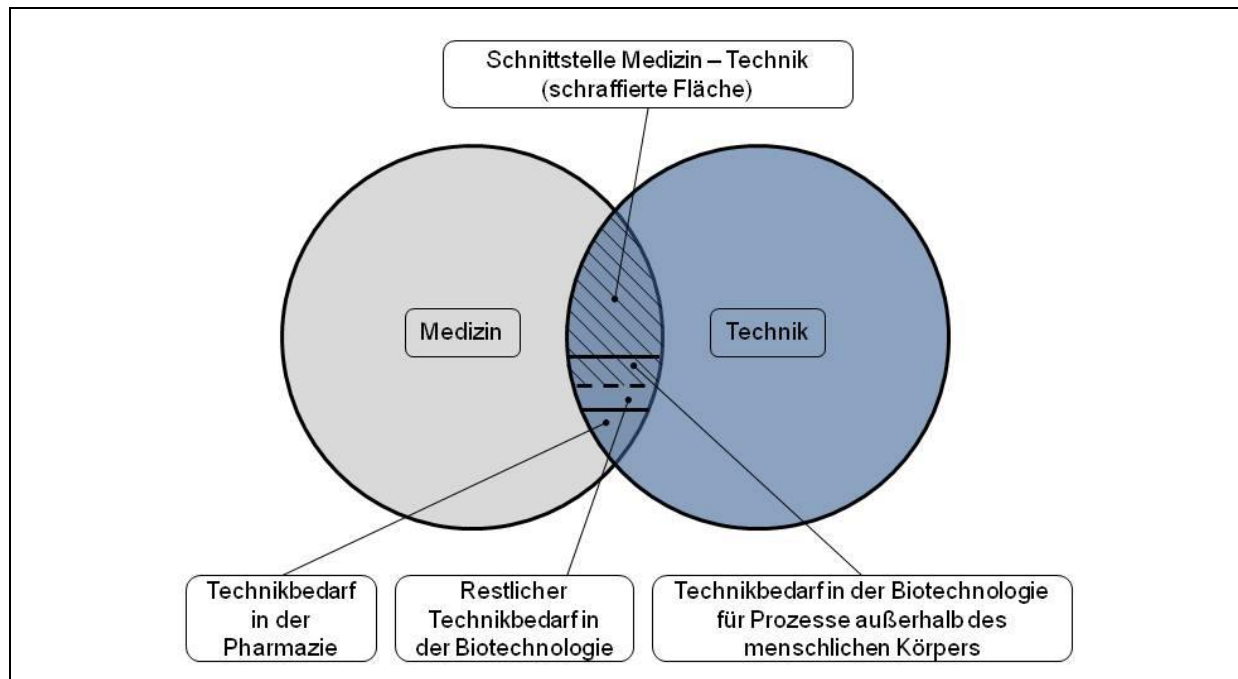 Schnittstelle Medizin – Technik
(schraffierte Fläche)
Medizin
Technik
Technikbedarf
in der
Pharmazie
Restlicher
Technikbedarf in
der Biotechnologie
Technikbedarf in der Biotechnologie
für Prozesse außerhalb des
menschlichen Körpers